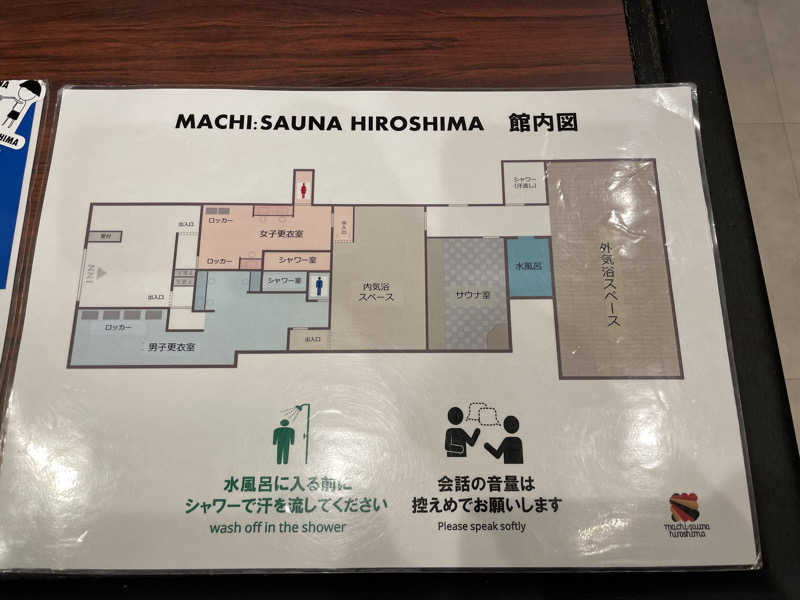 MACHI: SAUNA HIROSHIMA 館内図
シャワー
(汗流し)
ロッカー
出入口
女子更衣室
出入口
受付
INN
ロッカー
シャワー室
シャワー室
出入口
内気浴
スペース
サウナ室
水風呂
外気浴スペース
ロッカー
男子更衣室
出入口
水風呂に入る前に
シャワーで汗を流してください
wash off in the shower
会話の音量は
控えめでお願いします
Please speak softly
machi:sauna
hiroshima
HIMA